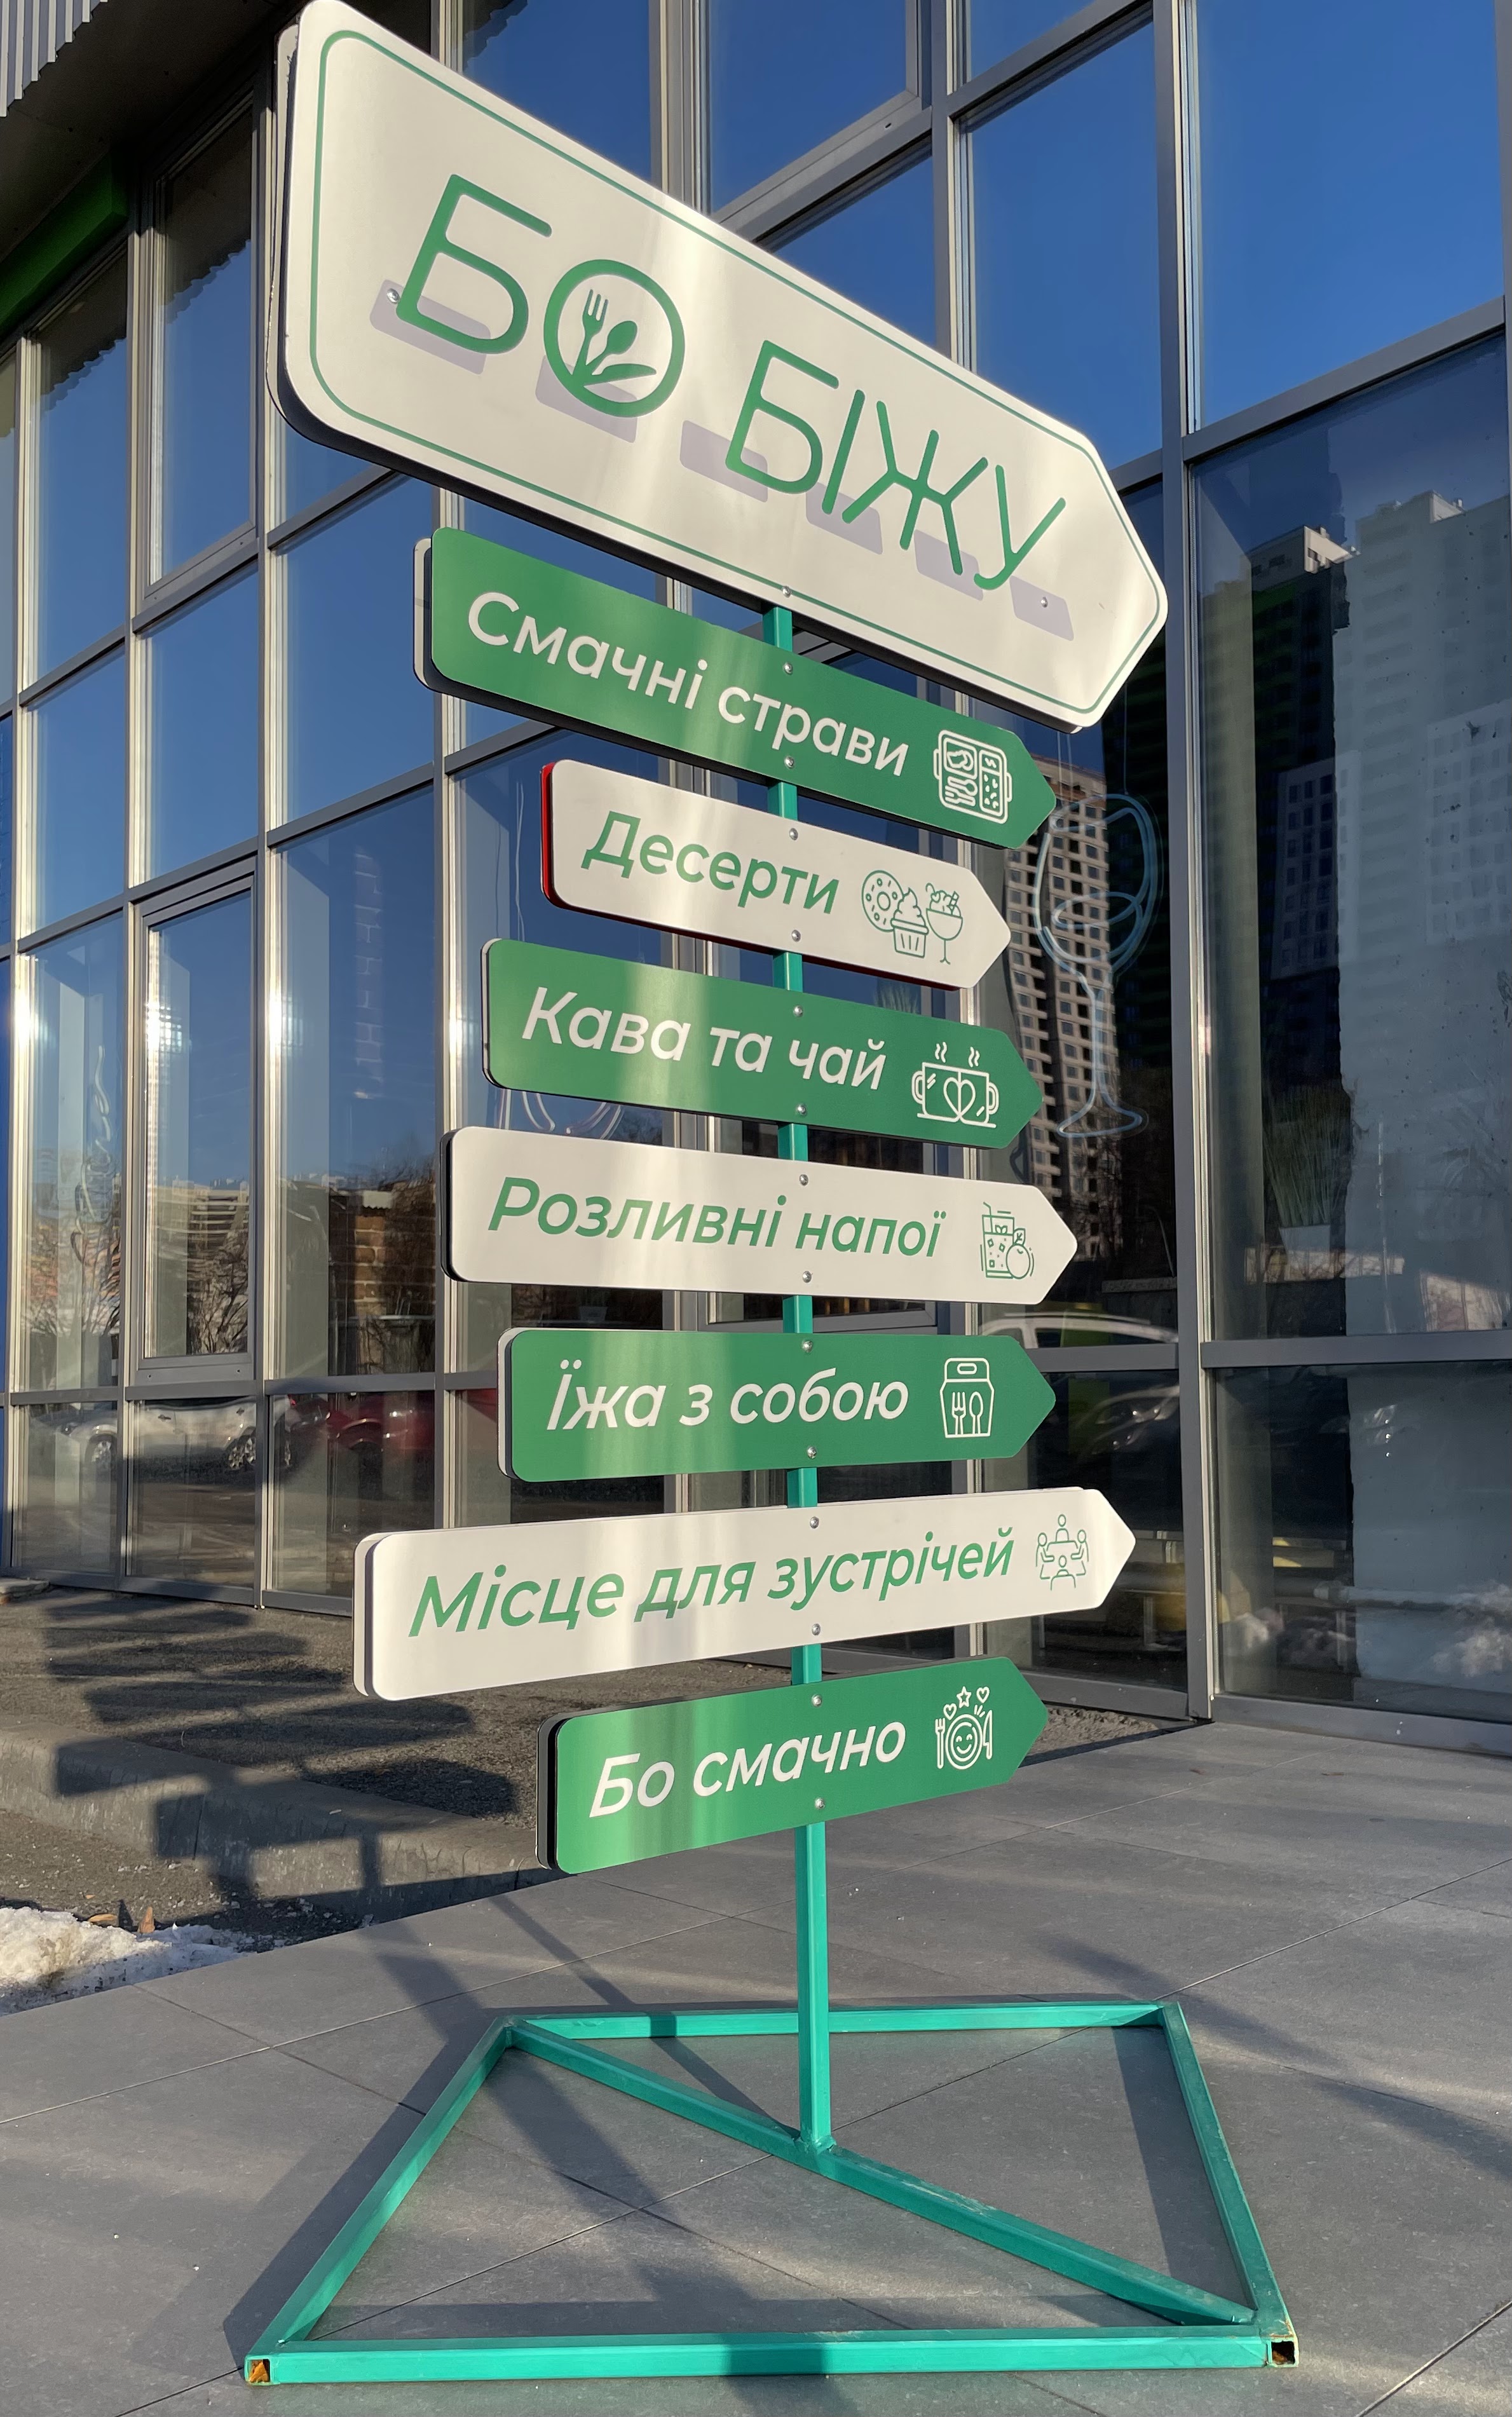 БО БІЖУ
Смачні страви
Десерти
Кава та чай
Розливні напої
Їжа з собою
Місце для зустрічей
Бо смачно